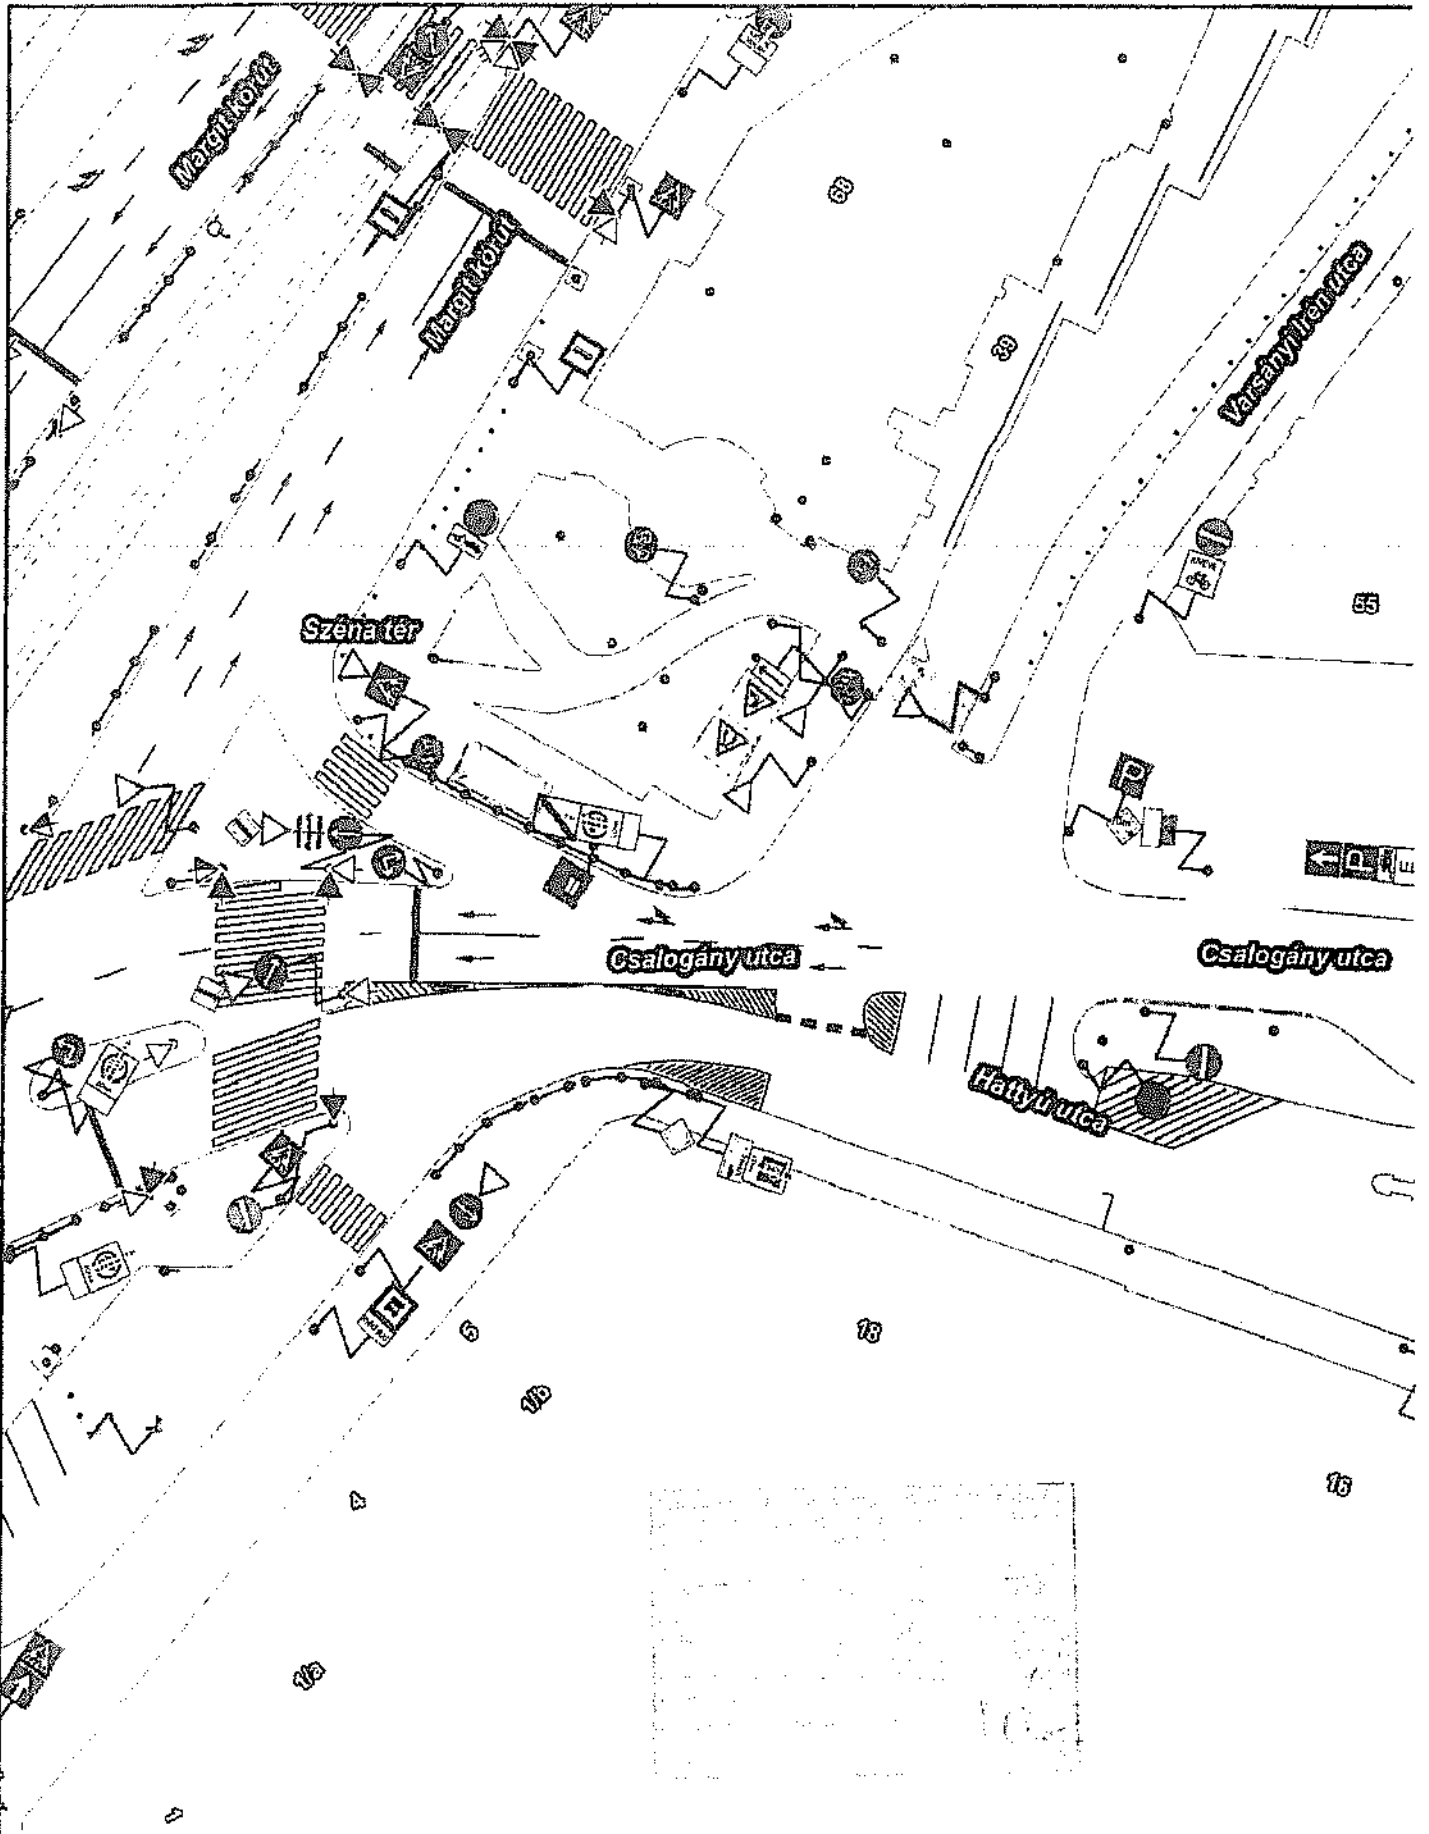 Margit körút
68
Margit körút
Varsányi Irén utca
39
55
Széna tér
P
Csalogány utca
Csalogány utca
Hattyú utca
18
1/b
16
4
1/a
1